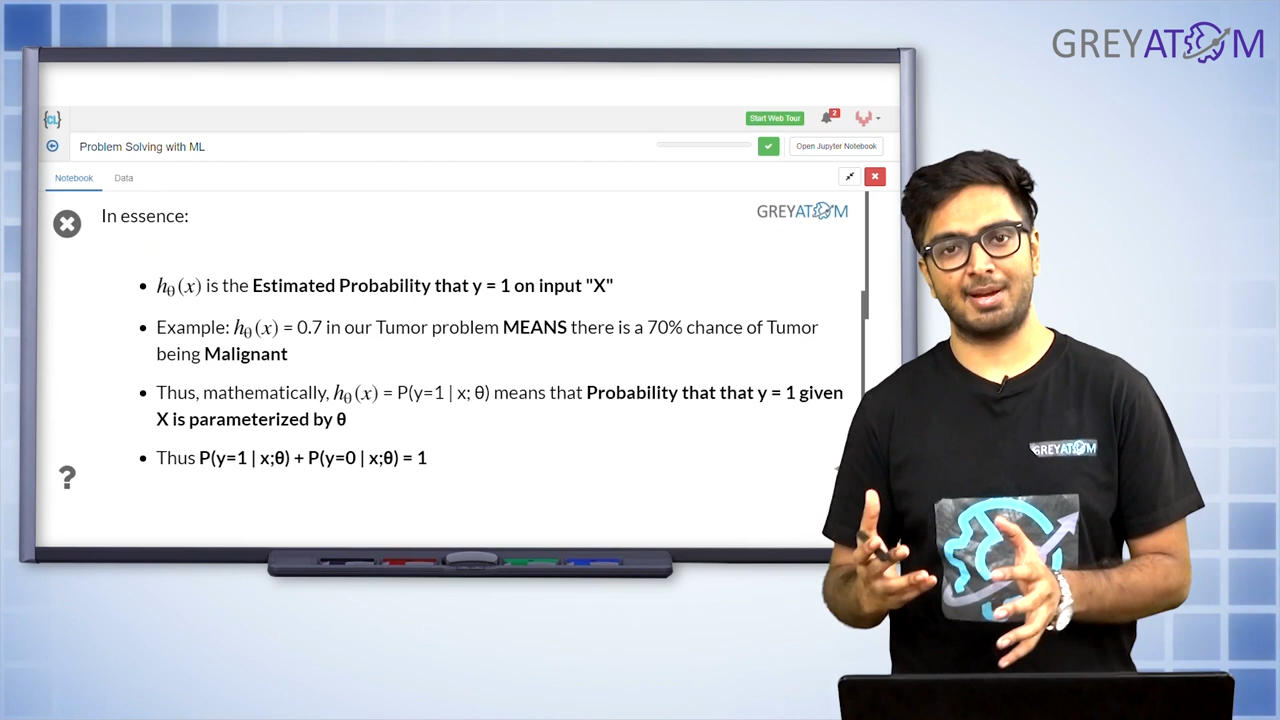 GREYATOM
{CL}
Start Web Tour
2
Problem Solving with ML
Open Jupyter Notebook
Notebook
Data
In essence:
GREYATOM
• hθ(x) is the Estimated Probability that y = 1 on input "X"
• Example: hθ(x) = 0.7 in our Tumor problem MEANS there is a 70% chance of Tumor
being Malignant
• Thus, mathematically, hθ(x) = P(y=1 | x; θ) means that Probability that that y = 1 given
X is parameterized by θ
• Thus P(y=1 | x;θ) + P(y=0 | x;θ) = 1
?
GREYATOM